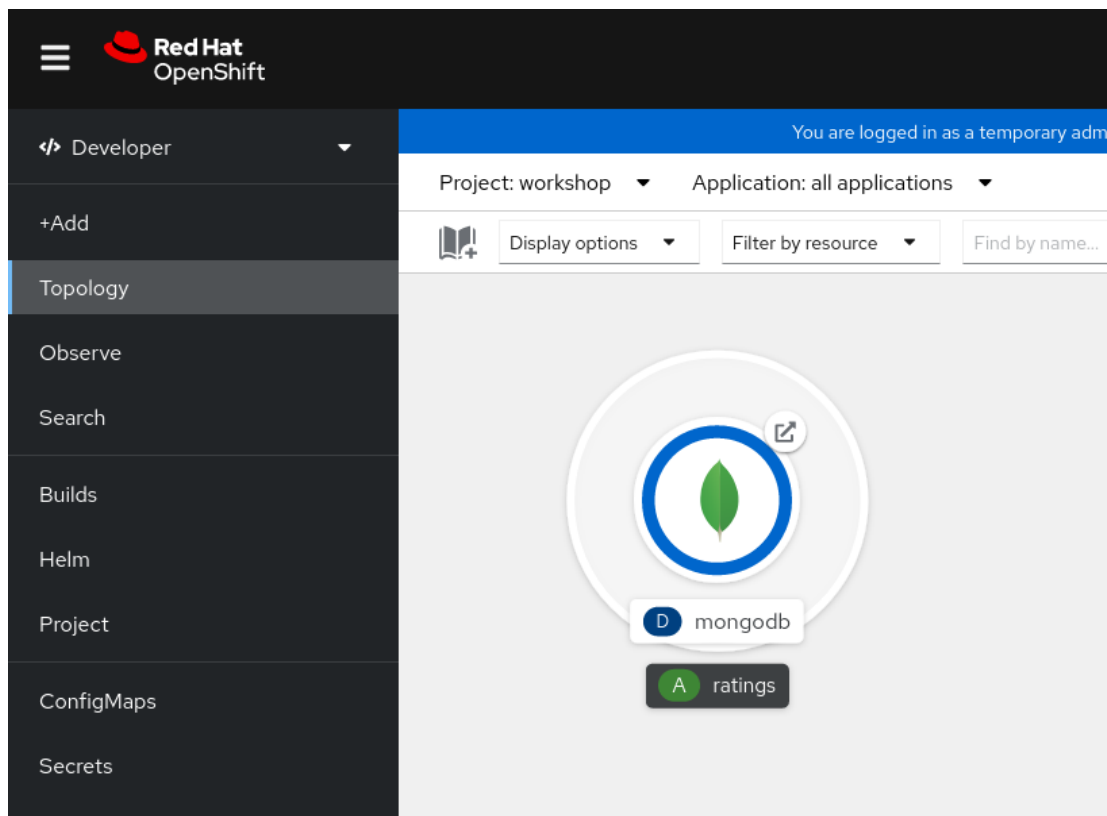 Red Hat
OpenShift
Developer
You are logged in as a temporary adm
Project: workshop
Application: all applications
+Add
Display options
Filter by resource
Find by name...
Topology
Observe
Search
Builds
Helm
Project
ConfigMaps
Secrets
D mongodb
A ratings